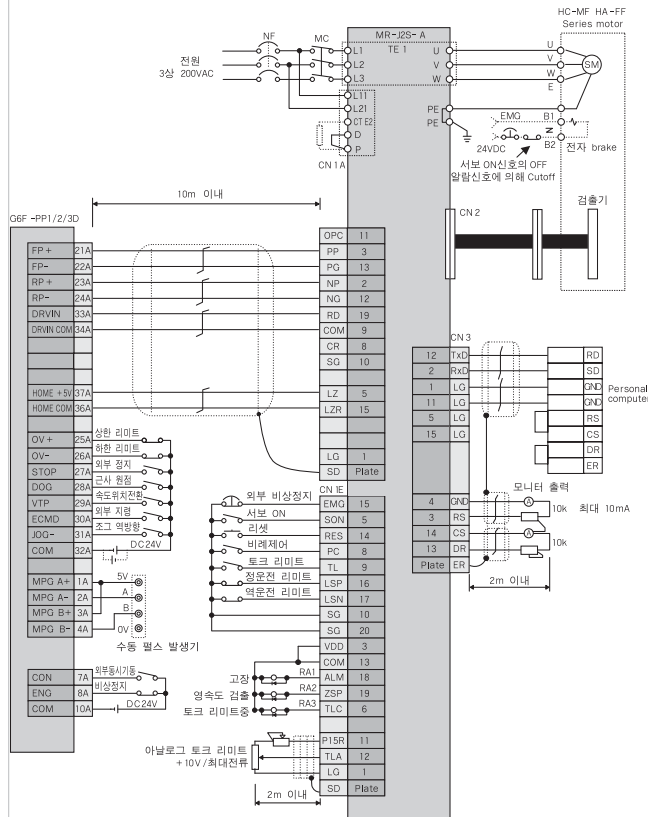 HC-MF HA-FF
Series motor
NF
MC
MR-J2S- A
TE 1
전원
3상 200VAC
L1
L2
L3
U
V
W
U
V
W
E
SM
L11
L21
CT E2
D
P
CN 1A
PE
PE
EMG
B1
24VDC
B2
전자 brake
서보 ON신호의 OFF
알람신호에 의해 Cutoff
10m 이내
CN 2
검출기
G6F -PP1/2/3D
FP + 21A
FP- 22A
RP + 23A
RP- 24A
DRVIN 33A
DRVIN COM 34A
HOME +5V 37A
HOME COM 36A
OPC 11
PP 3
PG 13
NP 2
NG 12
RD 19
COM 9
CR 8
SG 10
LZ 5
LZR 15
LG 1
SD Plate
OV + 25A 상한 리미트
OV- 26A 하한 리미트
STOP 27A 외부 정지
DOG 28A 근사 원점
VTP 29A 속도위치전환
ECMD 30A 외부 지령
JOG- 31A 조그 역방향
COM 32A DC24V
MPG A+ 1A 5V
MPG A- 2A A
MPG B+ 3A B
MPG B- 4A 0V
수동 펄스 발생기
CON 7A 외부동시기동
ENG 8A 비상정지
COM 10A DC24V
CN 1E
외부 비상정지 EMG 15
서보 ON SON 5
리셋 RES 14
비례제어 PC 8
토크 리미트 TL 9
정운전 리미트 LSP 16
역운전 리미트 LSN 17
SG 10
SG 20
VDD 3
COM 13
고장 RA1 ALM 18
영속도 검출 RA2 ZSP 19
토크 리미트중 RA3 TLC 6
아날로그 토크 리미트
+10V/최대전류
P15R 11
TLA 12
LG 1
SD Plate
2m 이내
CN 3
12 TxD RD
2 RxD SD
1 LG GND
11 LG GND
5 LG RS
15 LG CS
DR
ER
Personal
computer
모니터 출력
4 GND A 10k 최대 10mA
3 RS
14 CS A 10k
13 DR
Plate ER
2m 이내